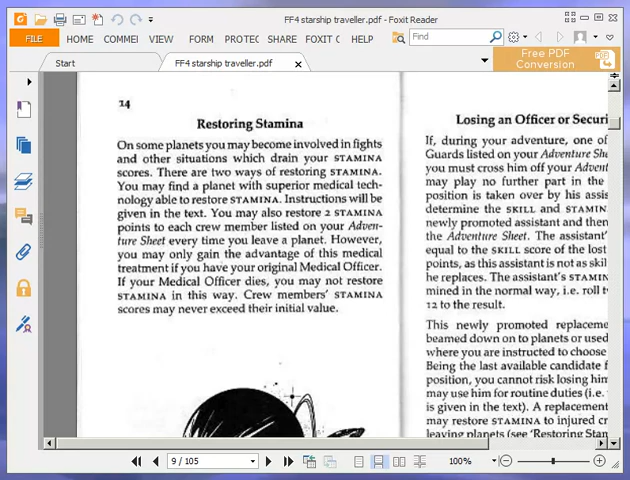 FF4 starship traveller.pdf - Foxit Reader
FILE HOME COMMEI VIEW FORM PROTEC SHARE FOXIT C HELP Find
Free PDF
Conversion
Start FF4 starship traveller.pdf
14
Restoring Stamina
On some planets you may become involved in fights
and other situations which drain your STAMINA
scores. There are two ways of restoring STAMINA.
You may find a planet with superior medical tech-
nology able to restore STAMINA. Instructions will be
given in the text. You may also restore 2 STAMINA
points to each crew member listed on your Adven-
ture Sheet every time you leave a planet. However,
you may only gain the advantage of this medical
treatment if you have your original Medical Officer.
If your Medical Officer dies, you may not restore
STAMINA in this way. Crew members' STAMINA
scores may never exceed their initial value.
Losing an Officer or Securi
If, during your adventure, one of
Guards listed on your Adventure She
you must cross him off your Advent
may play no further part in the
position is taken over by his assis
determine the SKILL and STAMIN
newly promoted assistant and then
the Adventure Sheet. The assistant'
equal to the SKILL score of the lost
points, as this assistant is not as skil
he replaces. The assistant's STAMIN
mined in the normal way, i.e. roll t
12 to the result.
This newly promoted replaceme
beamed down on to planets or used
where you are instructed to choose
Being the last available candidate f
position, you cannot risk losing him
may use him for routine duties (i.e.
is given in the text). A replacement
may restore STAMINA to injured cr
leaving planets (see 'Restoring Stam
9 / 105 100%